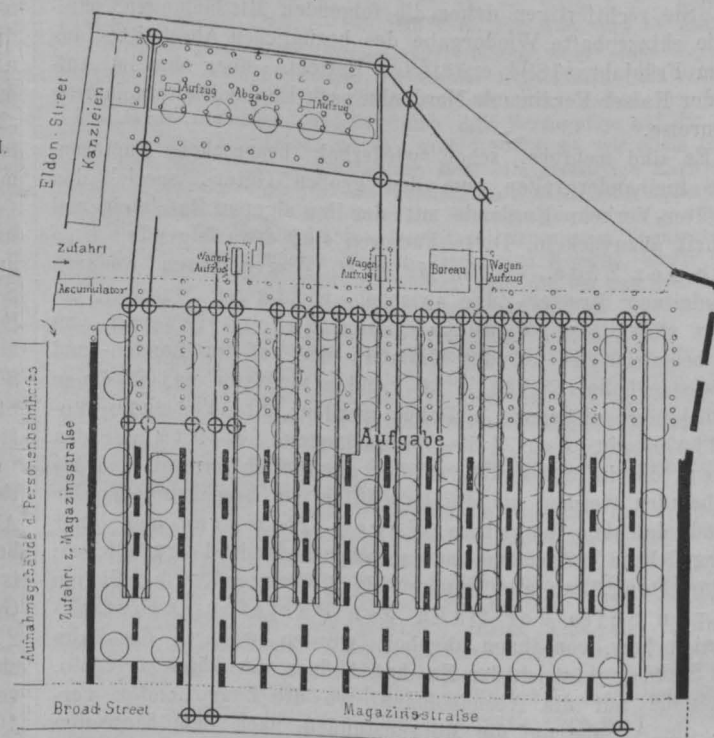 Eldon Street
Kanzleien
Aufzug
Abgabe
Aufzug
Zufahrt
Accumulator
Wagen
Aufzug
Wagen
Aufzug
Bureau
Wagen
Aufzug
Aufgabe
Aufnahmsgebäude d. Personenbahnhofes
Zufahrt z. Magazinsstraſse
Broad Street
Magazinsstraſse